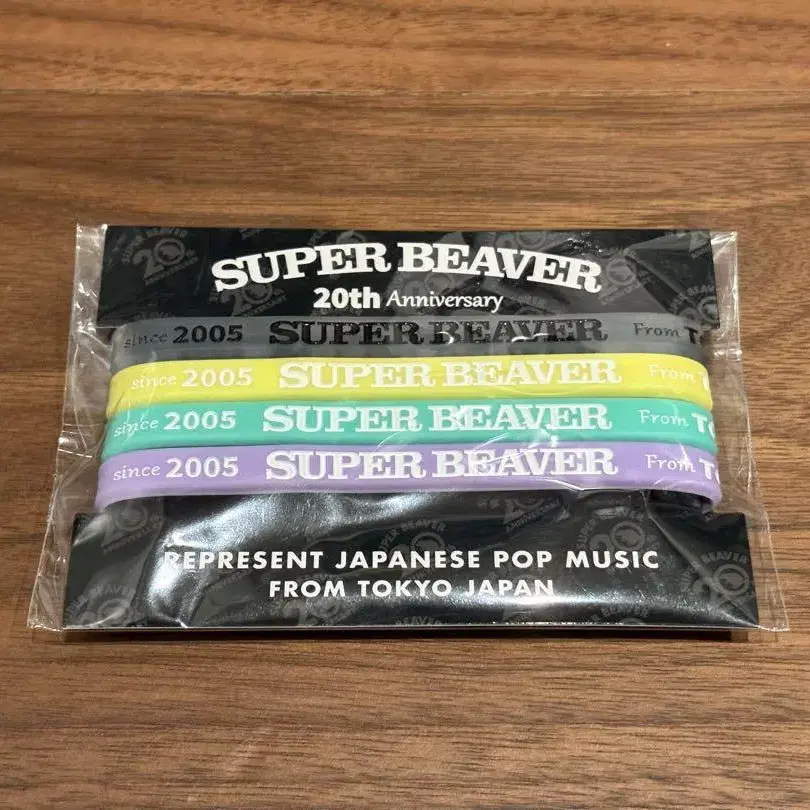 SUPER BEAVER
20th Anniversary
since 2005 SUPER BEAVER From
since 2005 SUPER BEAVER From
since 2005 SUPER BEAVER From
since 2005 SUPER BEAVER From
REPRESENT JAPANESE POP MUSIC
FROM TOKYO JAPAN